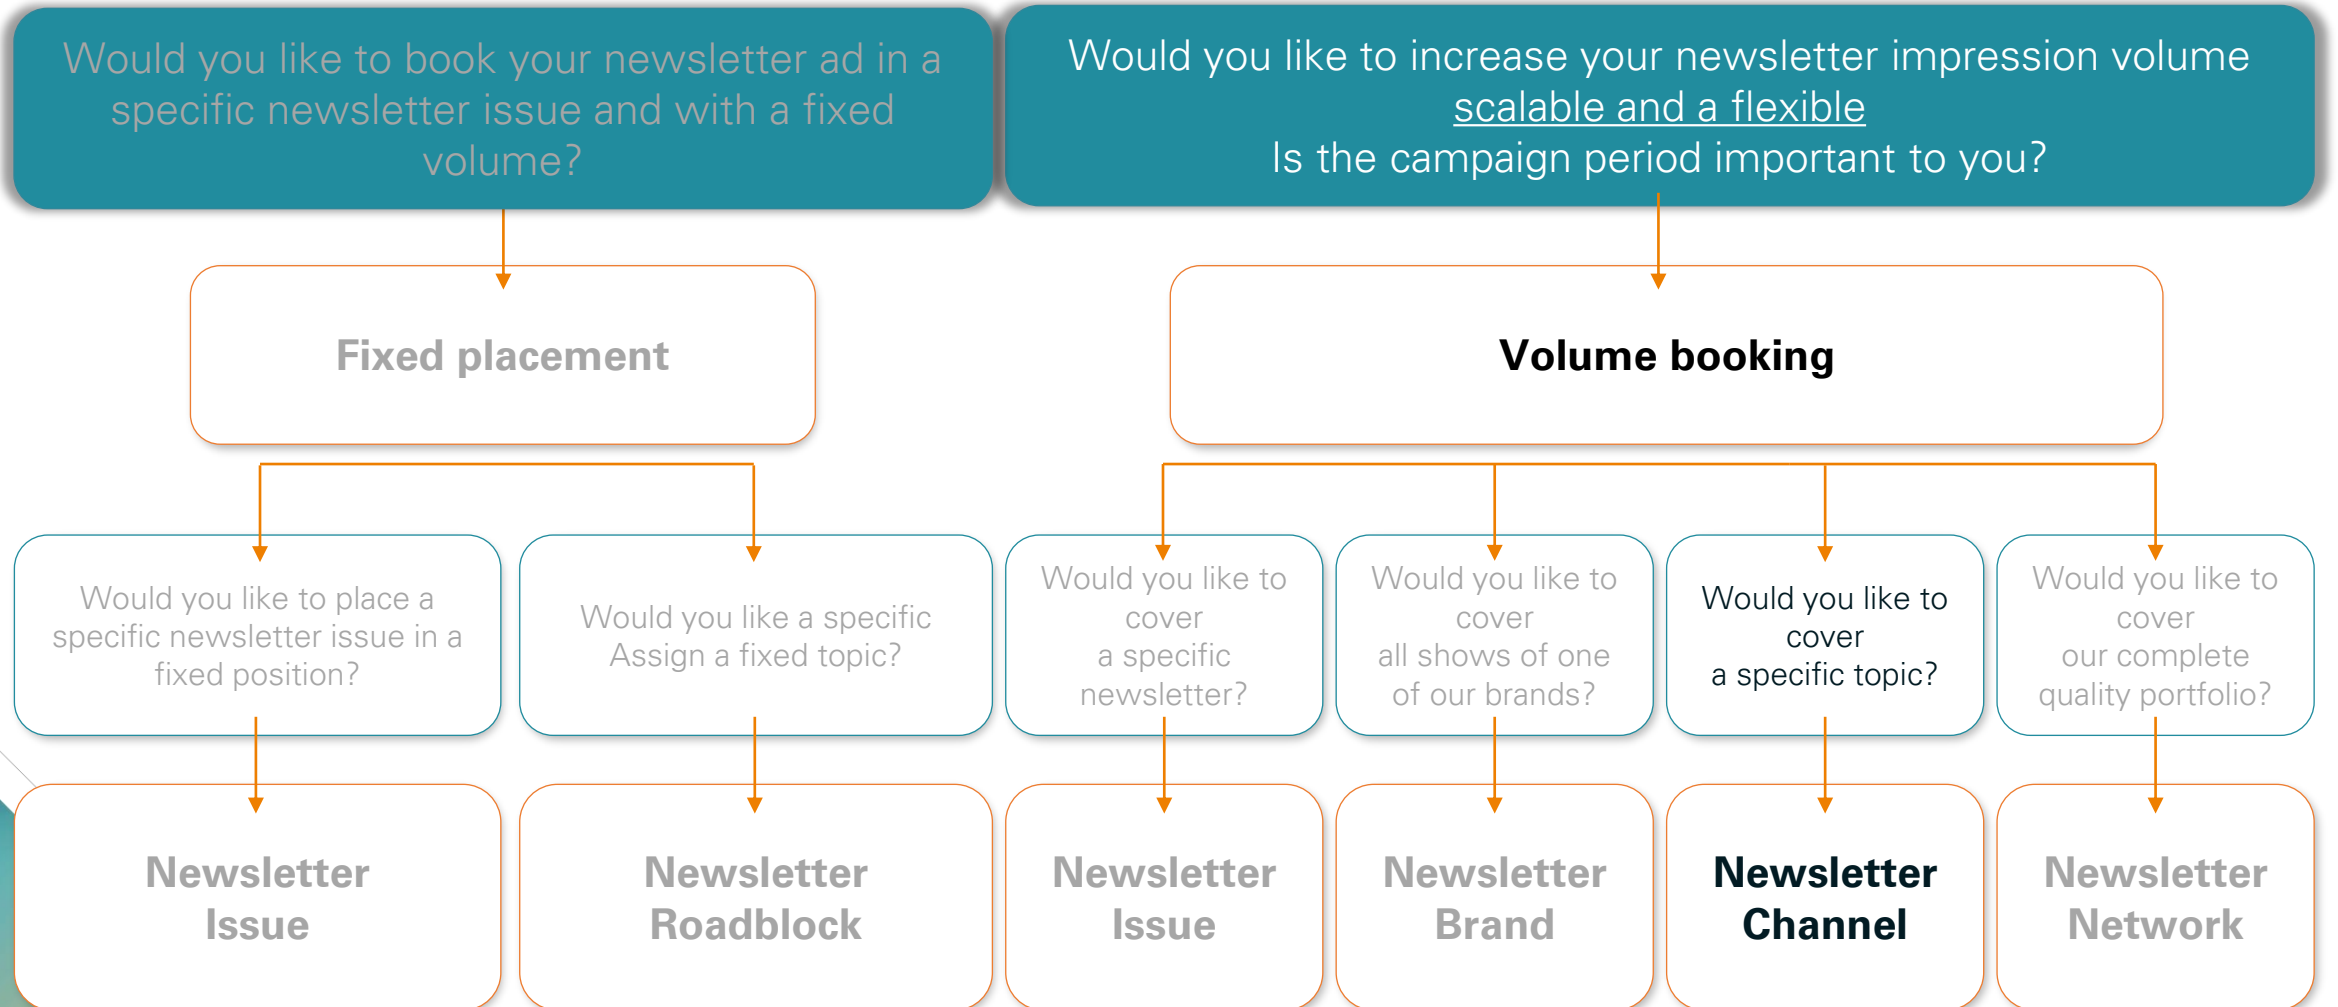 Would you like to book your newsletter ad in a
specific newsletter issue and with a fixed
volume?
Would you like to increase your newsletter impression volume
scalable and a flexible
Is the campaign period important to you?
Fixed placement
Volume booking
Would you like to place a
specific newsletter issue in a
fixed position?
Would you like a specific
Assign a fixed topic?
Would you like to
cover
a specific
newsletter?
Would you like to
cover
all shows of one
of our brands?
Would you like to
cover
a specific topic?
Would you like to
cover
our complete
quality portfolio?
Newsletter
Issue
Newsletter
Roadblock
Newsletter
Issue
Newsletter
Brand
Newsletter
Channel
Newsletter
Network